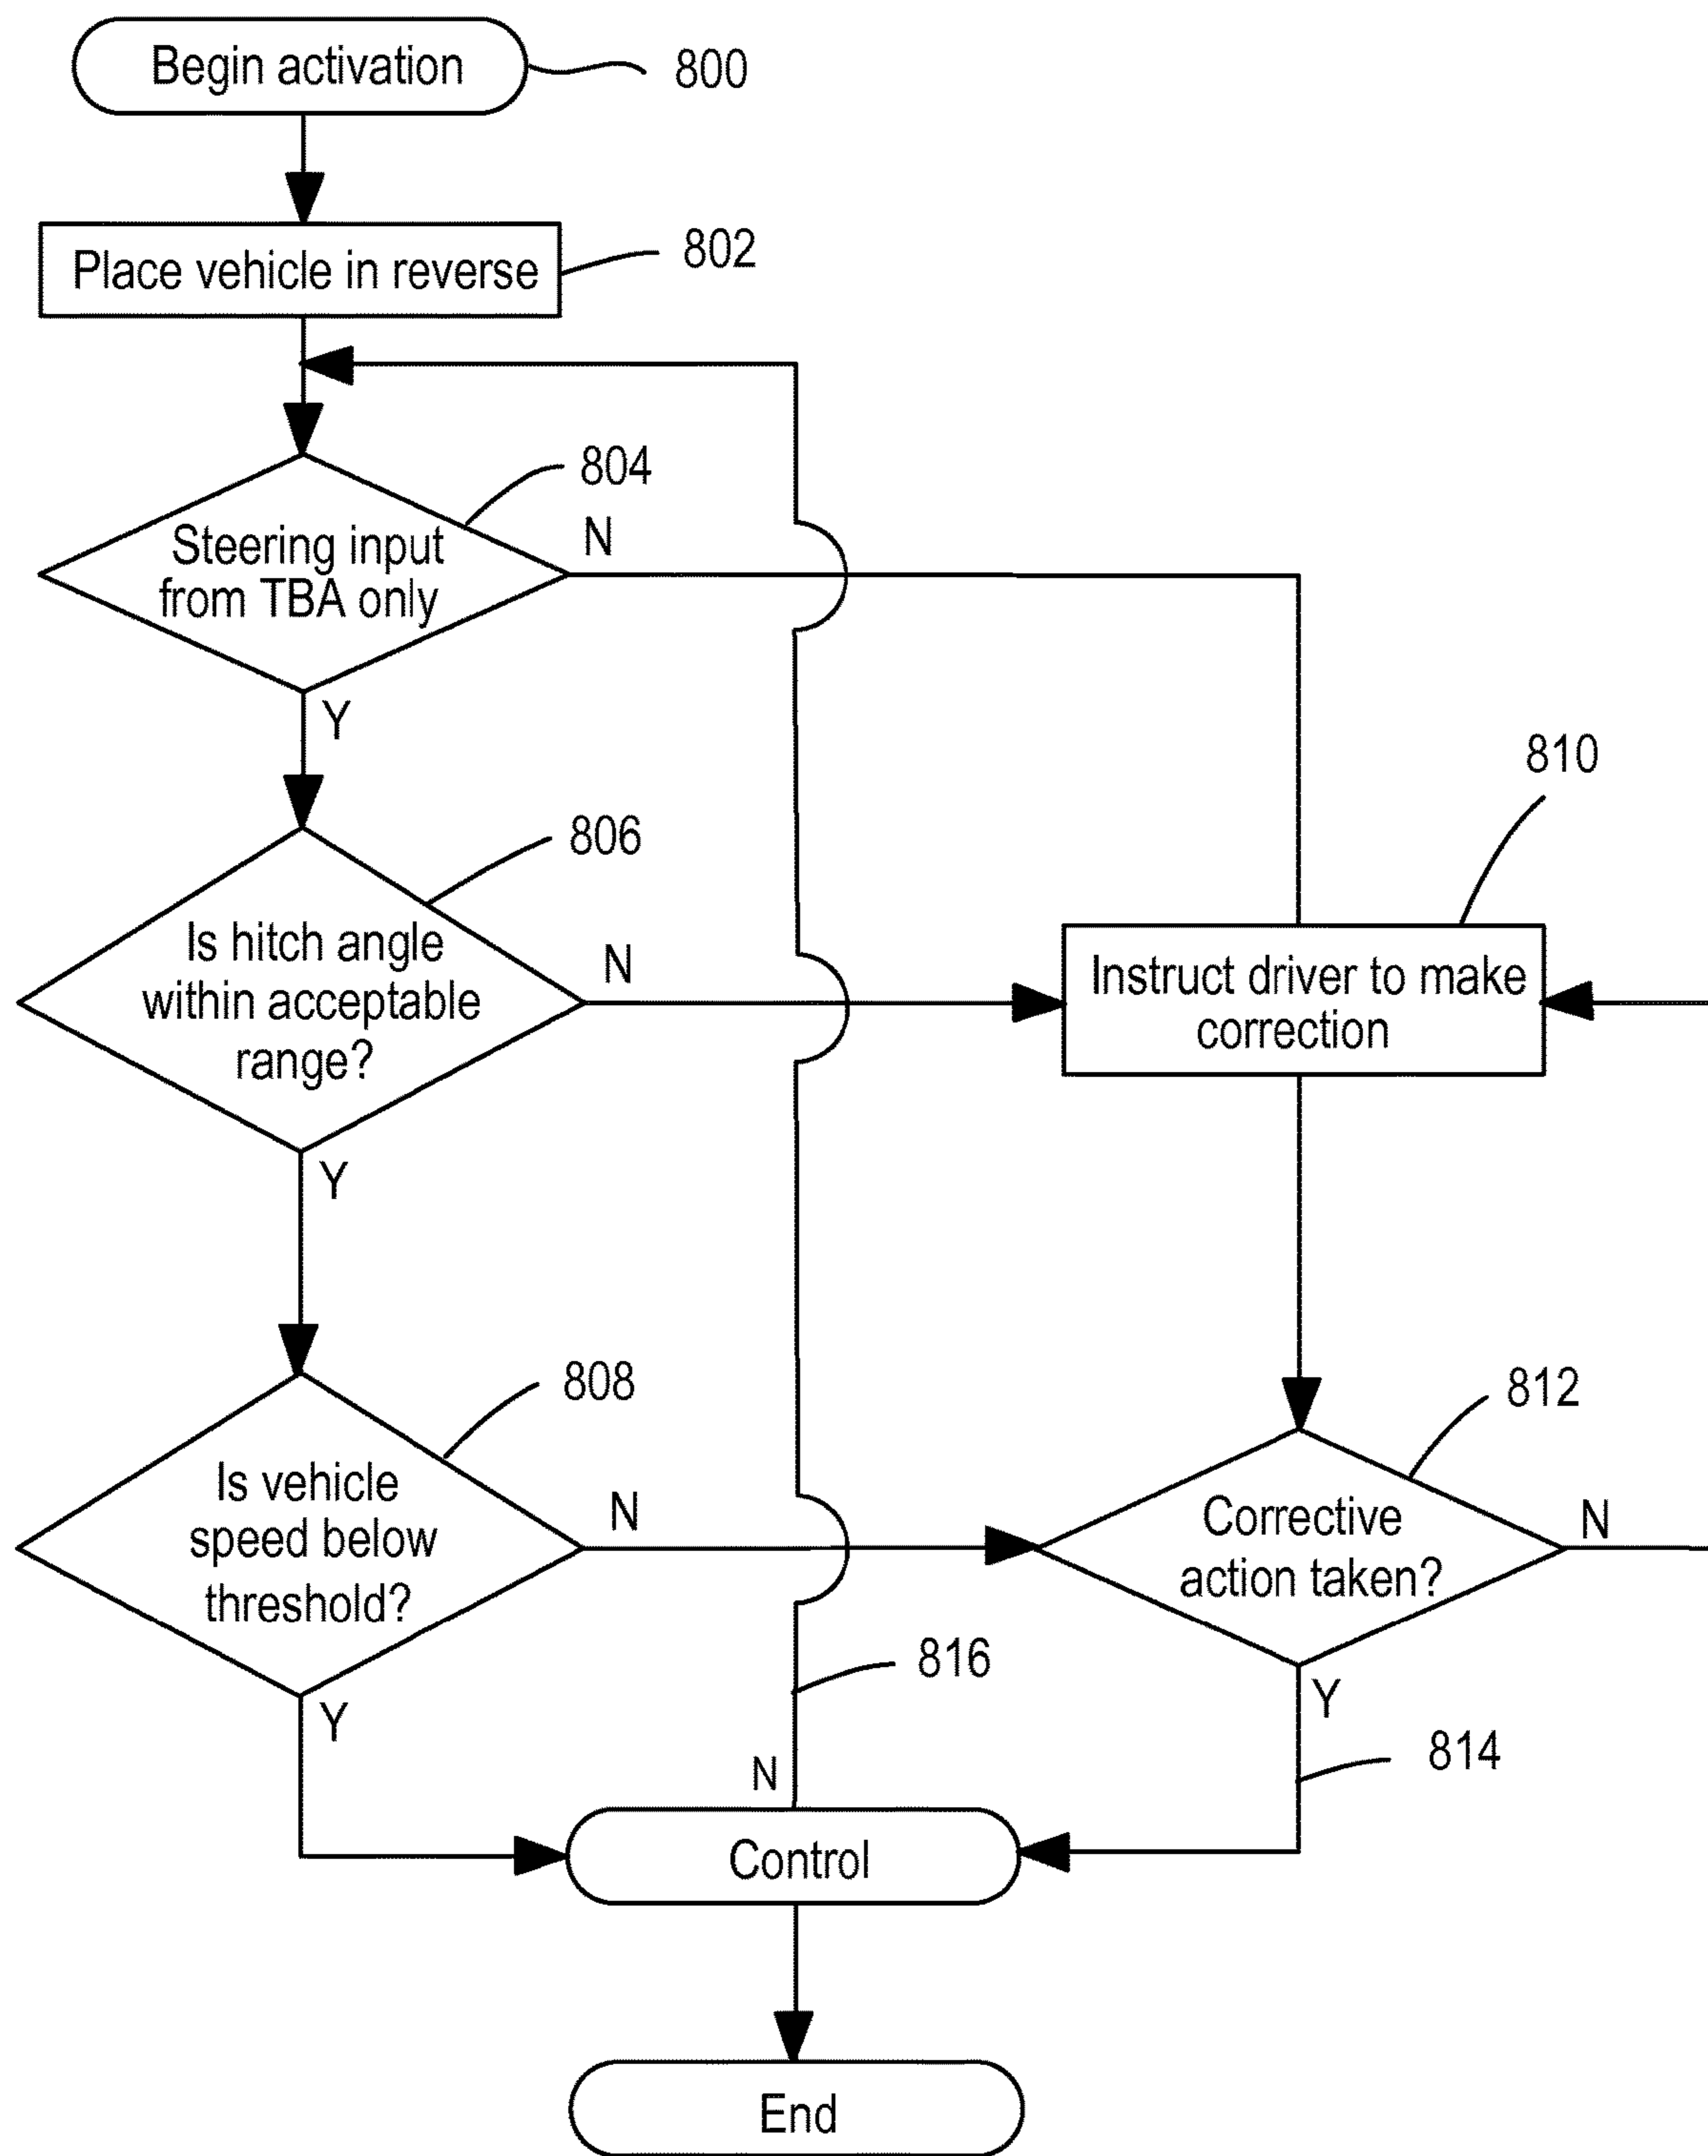 Begin activation
800
Place vehicle in reverse
802
804
Steering input
from TBA only
N
Y
806
Is hitch angle
within acceptable
range?
N
Y
810
Instruct driver to make
correction
808
Is vehicle
speed below
threshold?
N
Y
812
Corrective
action taken?
N
Y
816
814
N
Control
End